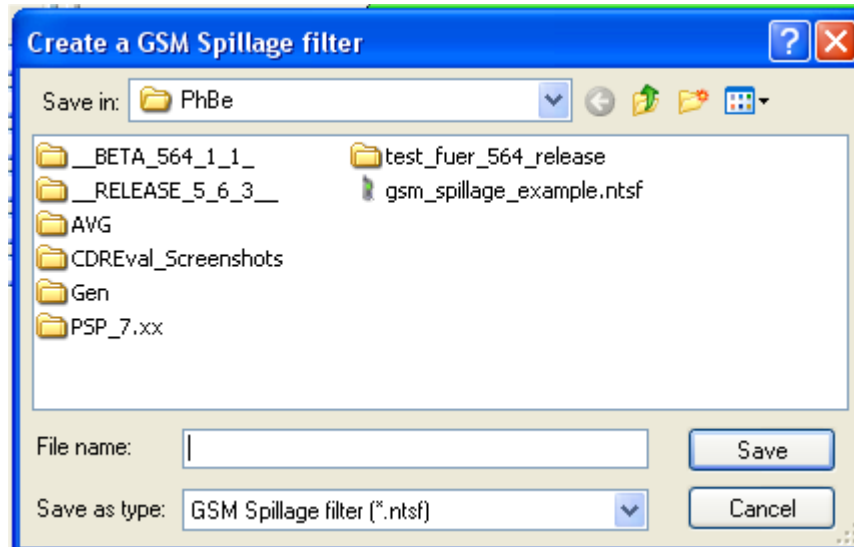 Create a GSM Spillage filter
Save in: PhBe
__BETA_564_1_1_
__RELEASE_5_6_3__
AVG
CDREval_Screenshots
Gen
PSP_7.xx
test_fuer_564_release
gsm_spillage_example.ntsf
File name:
Save
Save as type: GSM Spillage filter (*.ntsf)
Cancel